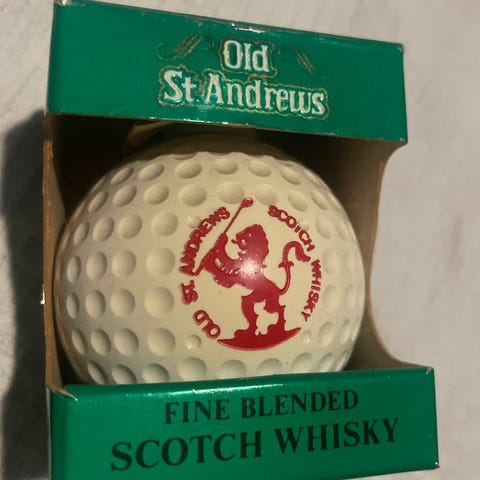 Old
St Andrews
OLD ST. ANDREWS SCOTCH WHISKY
FINE BLENDED
SCOTCH WHISKY